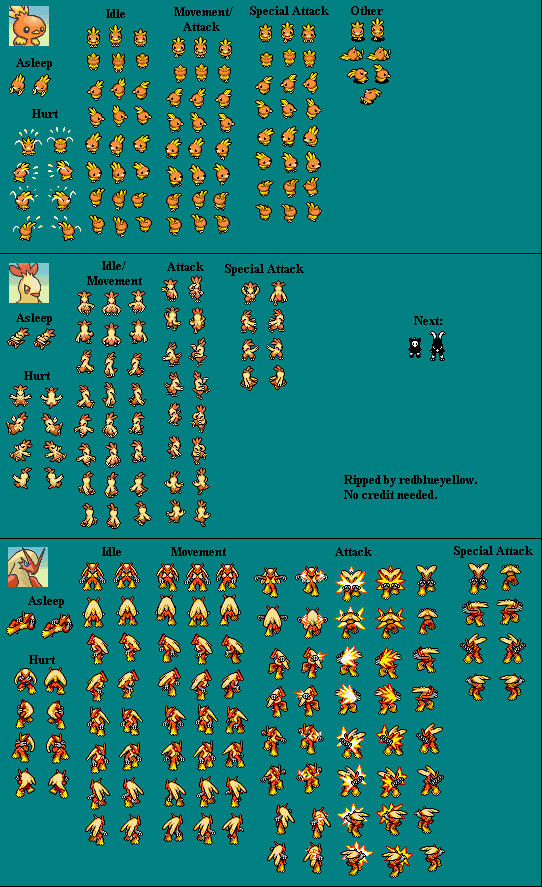 Idle
Movement/
Attack
Special Attack
Other
Asleep
Hurt
Idle/
Movement
Attack
Special Attack
Asleep
Next:
Hurt
Ripped by redblueyellow.
No credit needed.
Idle
Movement
Attack
Special Attack
Asleep
Hurt